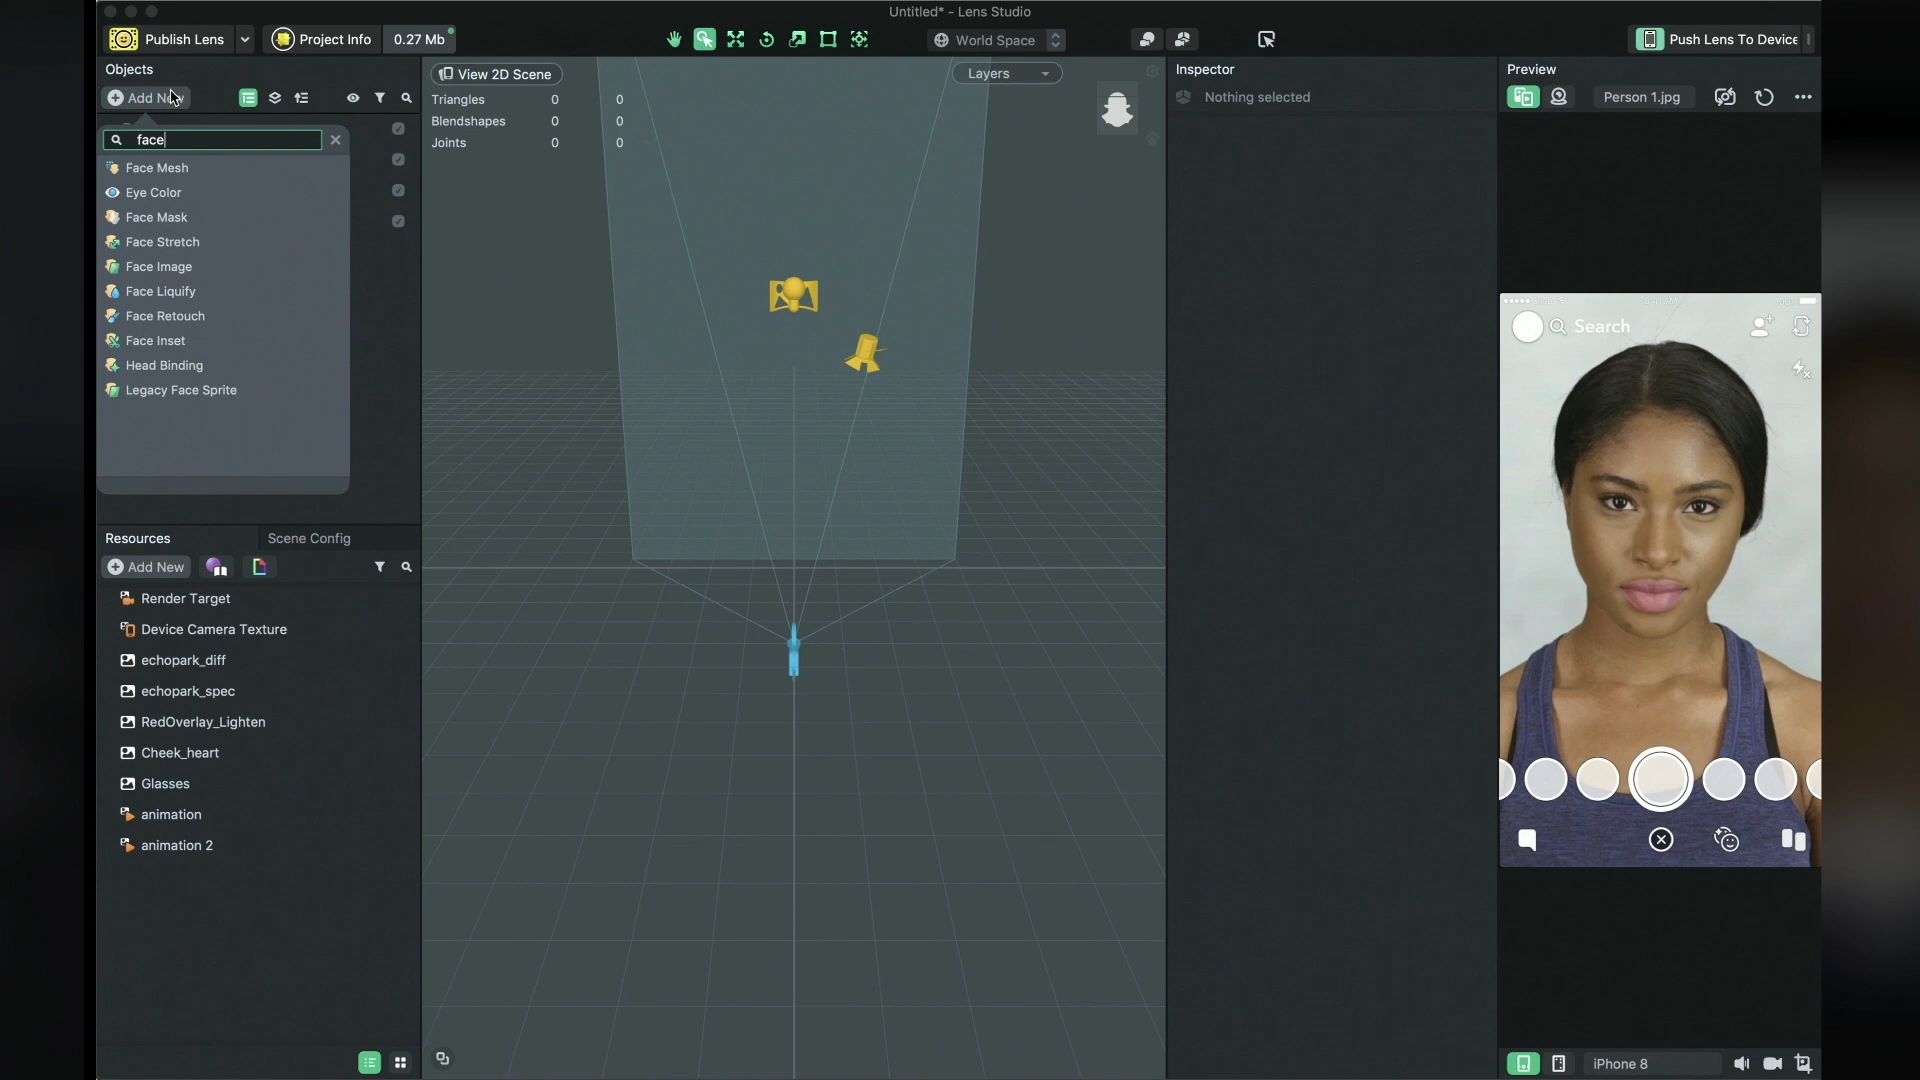 Untitled* - Lens Studio
Publish Lens
Project Info
0.27 Mb
World Space
Push Lens To Device
Objects
Add New
face
Face Mesh
Eye Color
Face Mask
Face Stretch
Face Image
Face Liquify
Face Retouch
Face Inset
Head Binding
Legacy Face Sprite
Resources
Scene Config
Add New
Render Target
Device Camera Texture
echopark_diff
echopark_spec
RedOverlay_Lighten
Cheek_heart
Glasses
animation
animation 2
View 2D Scene
Layers
Triangles 0 0
Blendshapes 0 0
Joints 0 0
Inspector
Nothing selected
Preview
Person 1.jpg
Search
iPhone 8